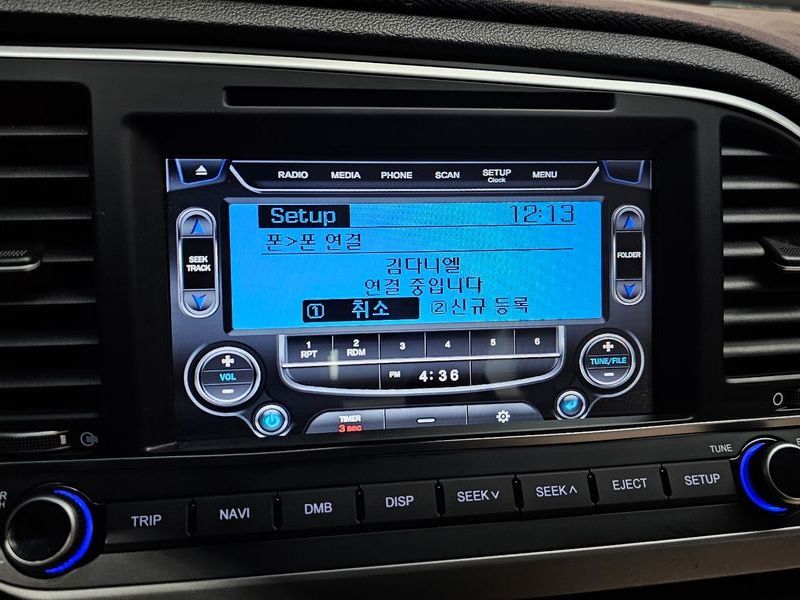 RADIO MEDIA PHONE SCAN SETUP Clock MENU
Setup 12:13
폰>폰 연결
김다니엘
연결 중입니다
① 취소 ②신규 등록
SEEK TRACK
FOLDER
1 RPT 2 RDM 3 4 5 6
+ VOL −
+ TUNE/FILE −
PM 4:36
TIMER 3 sec
TUNE
TRIP NAVI DMB DISP SEEK∨ SEEK∧ EJECT SETUP